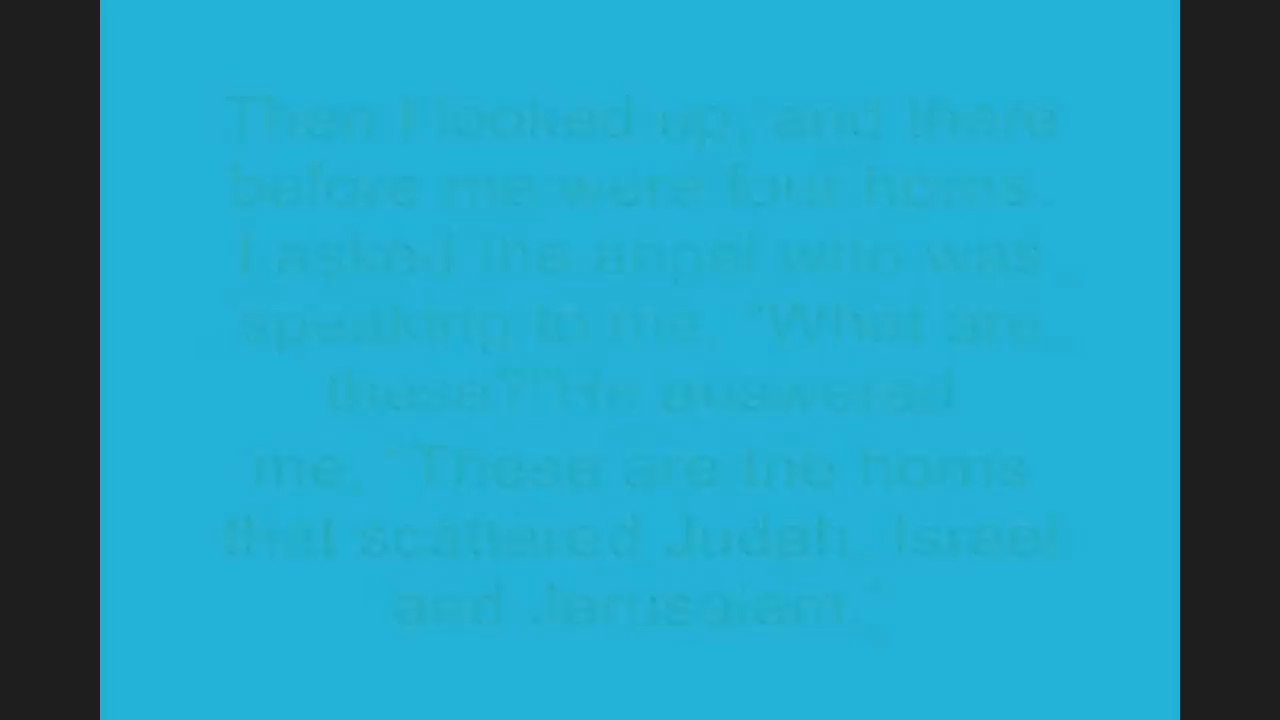 Then I looked up, and there
before me were four horns.
I asked the angel who was
speaking to me, "What are
these?" He answered
me, "These are the horns
that scattered Judah, Israel
and Jerusalem."